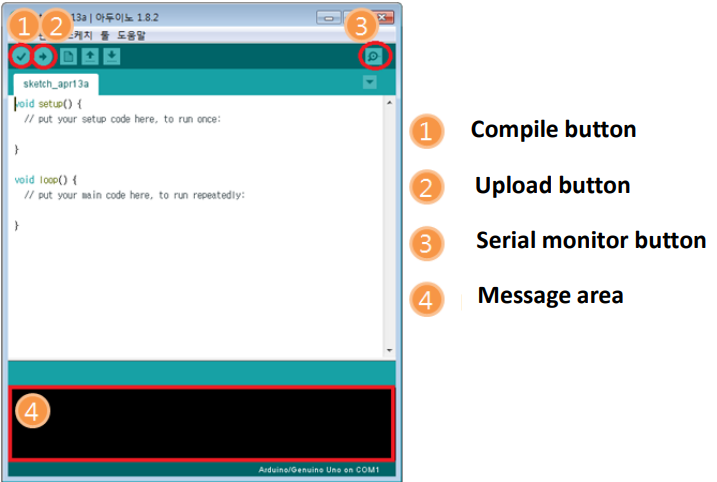 1
2
3
13a | 아두이노 1.8.2
스케치 툴 도움말
sketch_apr13a
void setup() {
// put your setup code here, to run once:
}
void loop() {
// put your main code here, to run repeatedly:
}
4
Arduino/Genuino Uno on COM1
1 Compile button
2 Upload button
3 Serial monitor button
4 Message area